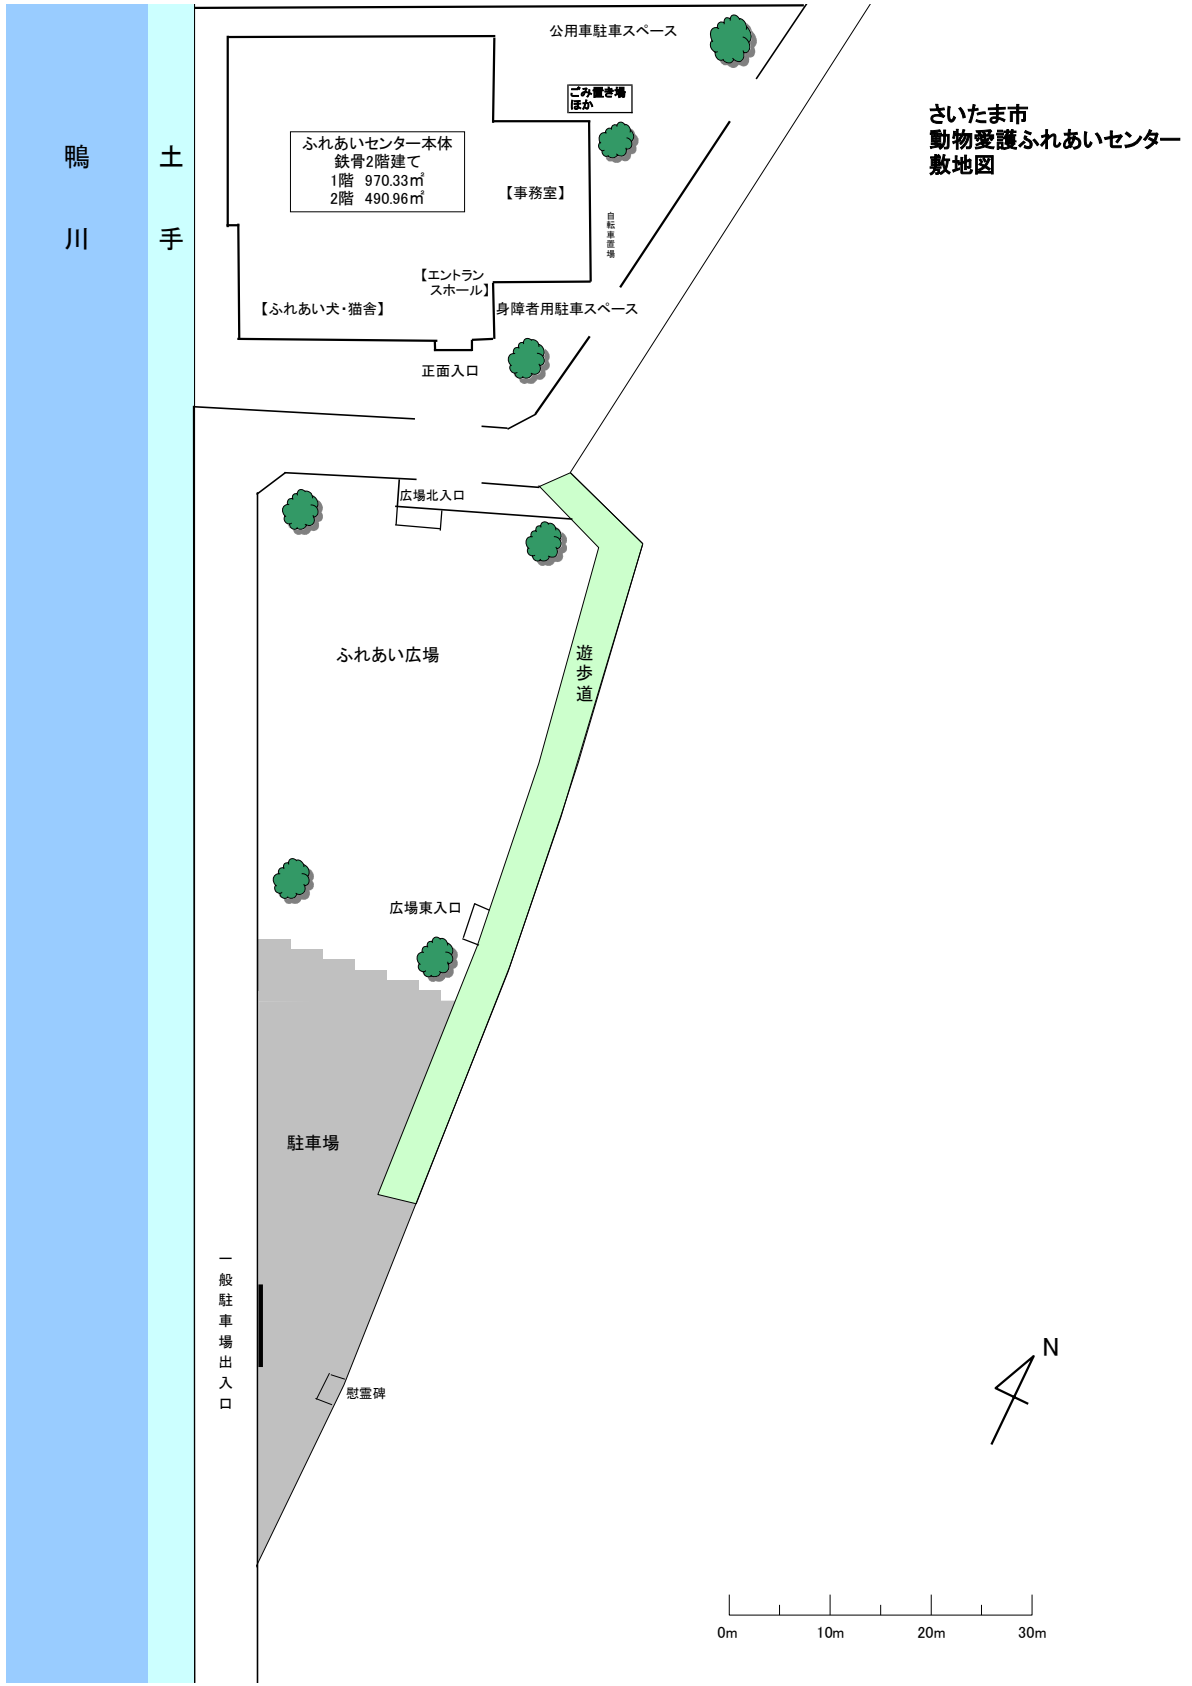 公用車駐車スペース
ごみ置き場
ほか
さいたま市
動物愛護ふれあいセンター
敷地図
鴨川
土手
ふれあいセンター本体
鉄骨2階建て
1階 970.33㎡
2階 490.96㎡
【事務室】
自転車置場
【エントラン
スホール】
【ふれあい犬・猫舎】
身障者用駐車スペース
正面入口
広場北入口
ふれあい広場
遊歩道
広場東入口
駐車場
一般駐車場出入口
慰霊碑
N
0m 10m 20m 30m